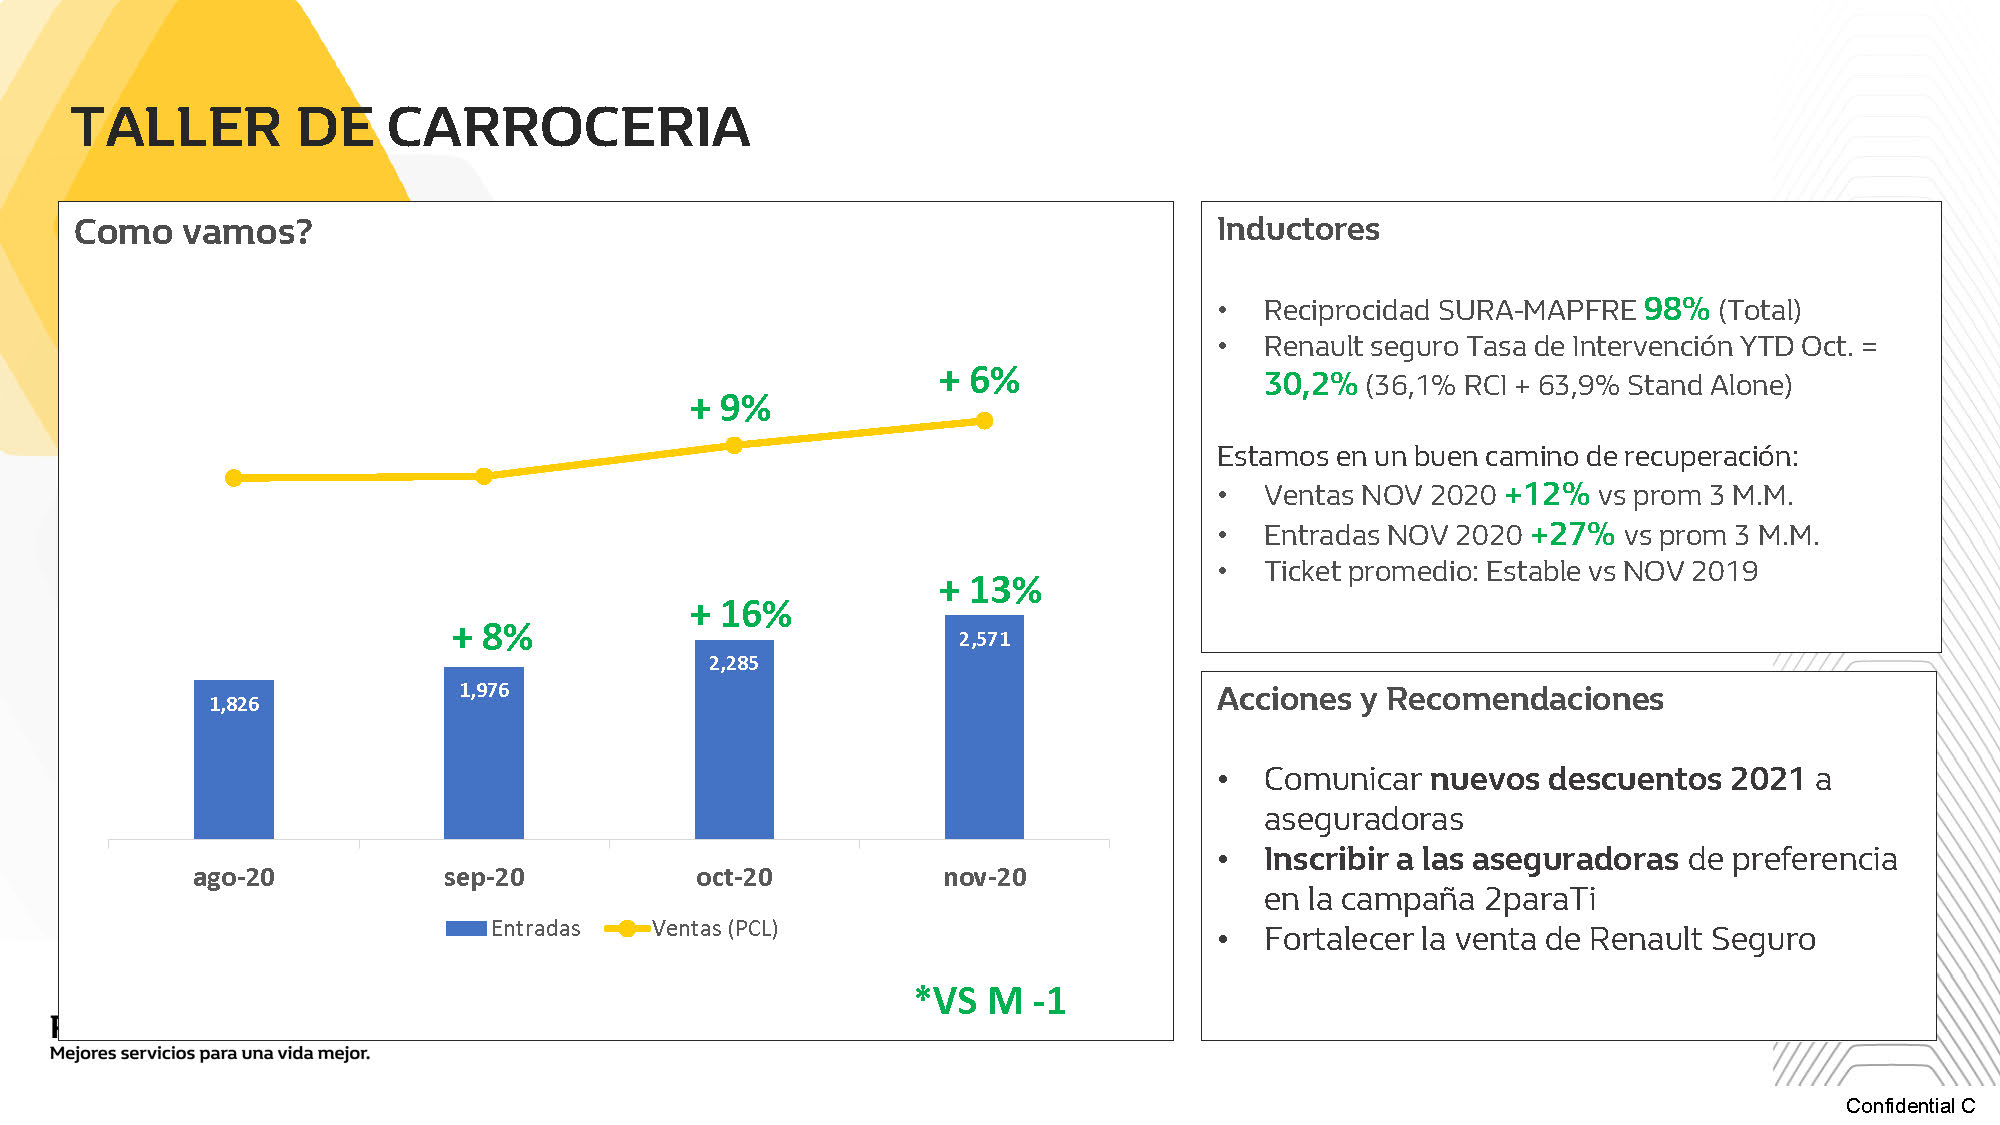 TALLER DE CARROCERIA
Como vamos?
+ 6%
+ 9%
+ 13%
+ 16%
+ 8%
2,571
2,285
1,976
1,826
ago-20 sep-20 oct-20 nov-20
Entradas Ventas (PCL)
*VS M -1
Inductores
• Reciprocidad SURA-MAPFRE 98% (Total)
• Renault seguro Tasa de Intervención YTD Oct. =
30,2% (36,1% RCI + 63,9% Stand Alone)
Estamos en un buen camino de recuperación:
• Ventas NOV 2020 +12% vs prom 3 M.M.
• Entradas NOV 2020 +27% vs prom 3 M.M.
• Ticket promedio: Estable vs NOV 2019
Acciones y Recomendaciones
• Comunicar nuevos descuentos 2021 a
aseguradoras
• Inscribir a las aseguradoras de preferencia
en la campaña 2paraTi
• Fortalecer la venta de Renault Seguro
Mejores servicios para una vida mejor.
Confidential C